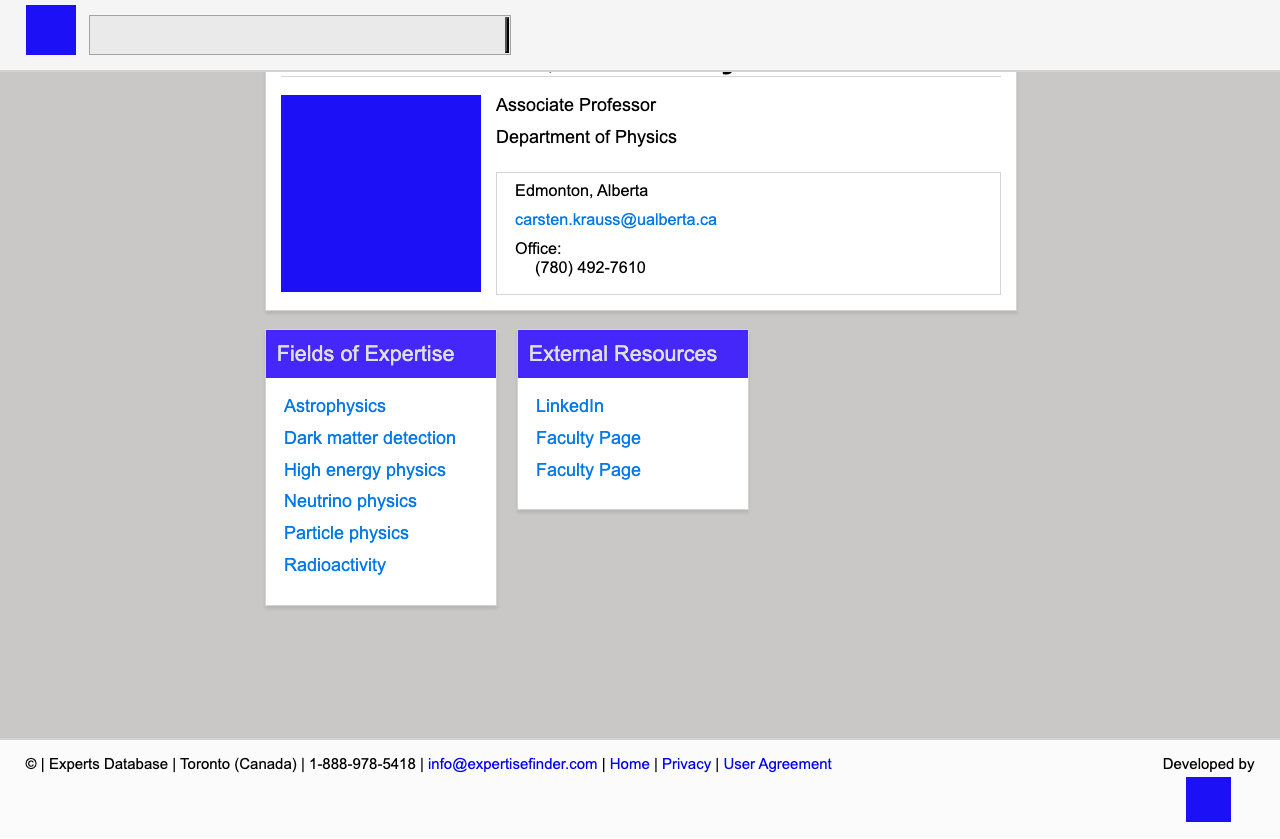 Associate Professor
Department of Physics
Edmonton, Alberta
carsten.krauss@ualberta.ca
Office:
(780) 492-7610
Fields of Expertise
Astrophysics
Dark matter detection
High energy physics
Neutrino physics
Particle physics
Radioactivity
External Resources
LinkedIn
Faculty Page
Faculty Page
© | Experts Database | Toronto (Canada) | 1-888-978-5418 | info@expertisefinder.com | Home | Privacy | User Agreement
Developed by